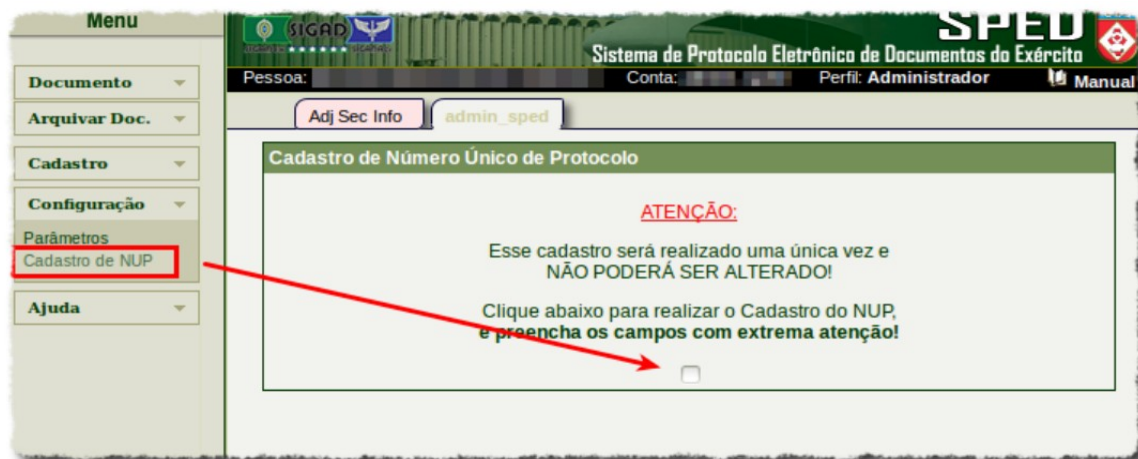 Menu
Documento
Arquivar Doc.
Cadastro
Configuração
Parâmetros
Cadastro de NUP
Ajuda
SIGAD
SPED
Sistema de Protocolo Eletrônico de Documentos do Exército
Pessoa: Conta: Perfil: Administrador Manual
Adj Sec Info admin_sped
Cadastro de Número Único de Protocolo
ATENÇÃO:
Esse cadastro será realizado uma única vez e
NÃO PODERÁ SER ALTERADO!
Clique abaixo para realizar o Cadastro do NUP,
e preencha os campos com extrema atenção!